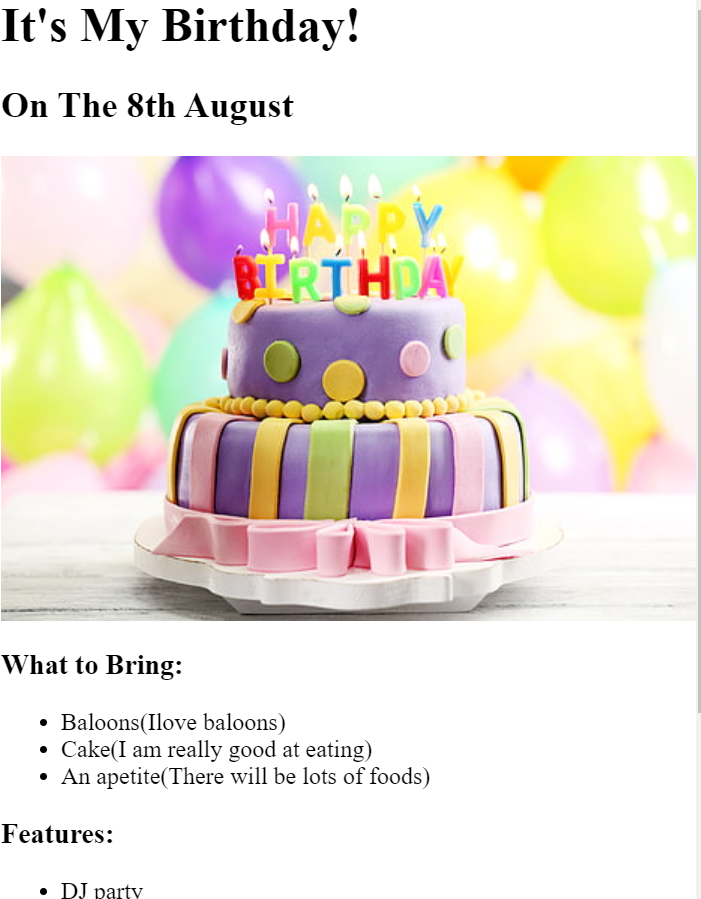 It's My Birthday!
On The 8th August
HAPPY
BIRTHDAY
What to Bring:
Baloons(Ilove baloons)
Cake(I am really good at eating)
An apetite(There will be lots of foods)
Features:
DJ party